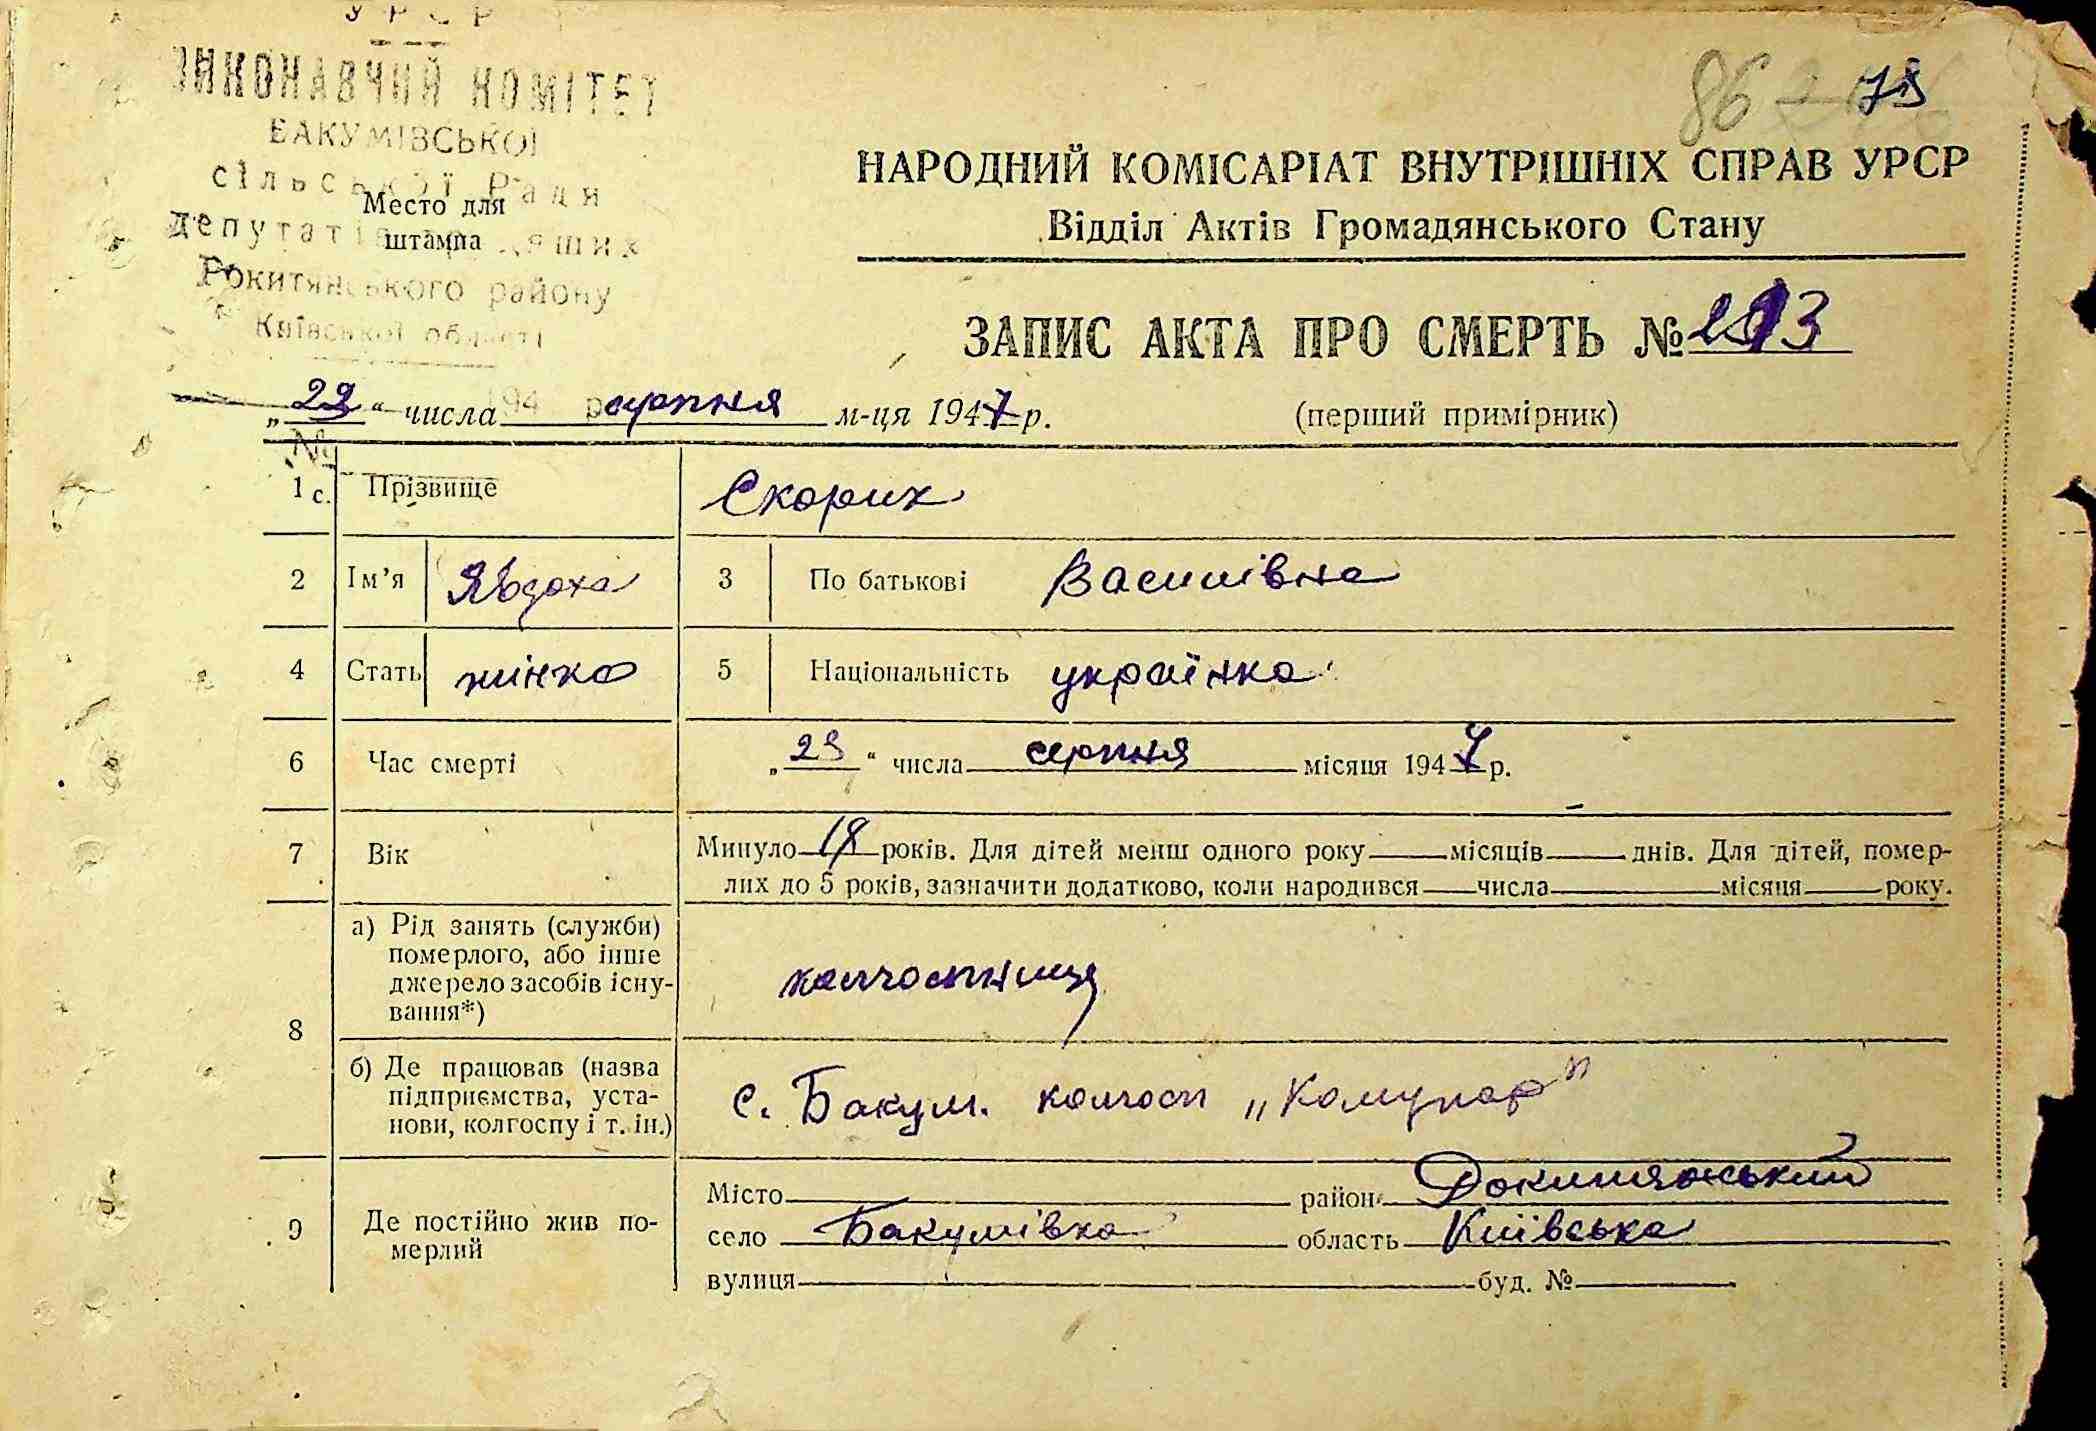 УРСР
ВИКОНАВЧИЙ КОМІТЕТ
БАКУМІВСЬКОЇ
сільської Ради
депутатів трудящих
Рокитянського району
Київської області
Место для
штампа
86
НАРОДНИЙ КОМІСАРІАТ ВНУТРІШНІХ СПРАВ УРСР
Відділ Актів Громадянського Стану
ЗАПИС АКТА ПРО СМЕРТЬ №
„ “ числа серпня м-ця 1947 р. (перший примірник)
№
1 с. Прізвище Скорик
2 Ім’я Явдоха 3 По батькові Василівна
4 Стать жінка 5 Національність українка
6 Час смерті „ “ числа серпня місяця 1947 р.
7 Вік Минуло років. Для дітей менш одного року — місяців — днів. Для дітей, помер-
лих до 5 років, зазначити додатково, коли народився числа місяця року.
8 а) Рід занять (служби)
померлого, або інше
джерело засобів існу-
вання*) колгоспниця
б) Де працював (назва
підприємства, уста-
нови, колгоспу і т. ін.) с. Бакум. колгосп „Комунар"
9 Де постійно жив по-
мерлий
Місто район Рокитянський
село Бакумівка область Київська
вулиця буд. №